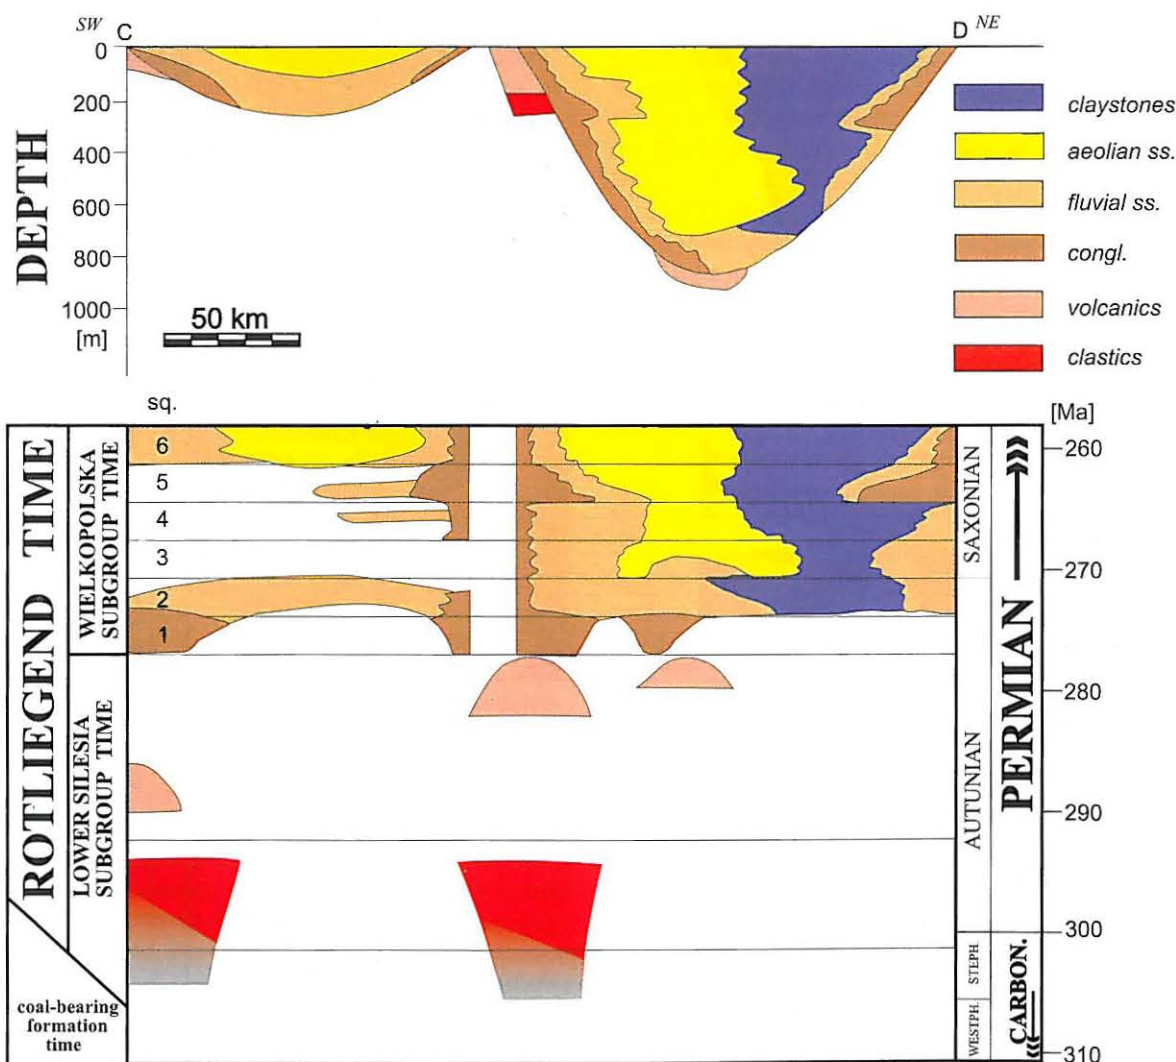 SW C
D NE
0
200
400
600
800
1000
[m]
DEPTH
50 km
claystones
aeolian ss.
fluvial ss.
congl.
volcanics
clastics
sq.
[Ma]
6
5
4
3
2
1
ROTLIEGEND TIME
WIELKOPOLSKA
SUBGROUP TIME
LOWER SILESIA
SUBGROUP TIME
coal-bearing
formation
time
SAXONIAN
AUTUNIAN
STEPH.
WESTPH.
PERMIAN
CARBON.
260
270
280
290
300
310